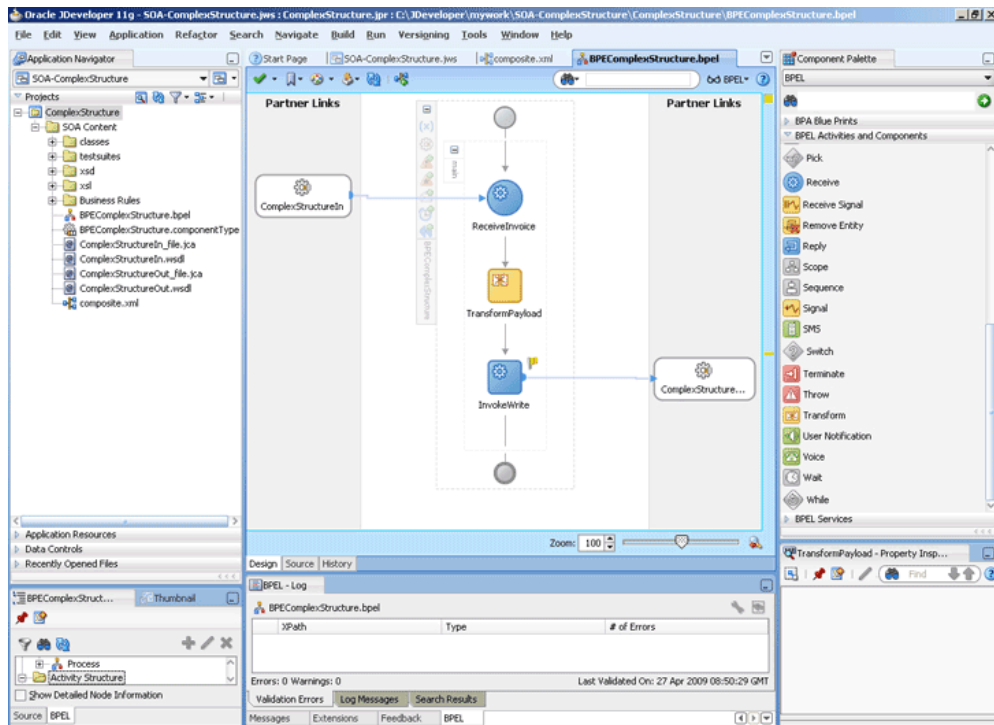 Oracle JDeveloper 11g - SOA-ComplexStructure.jws : ComplexStructure.jpr : C:\JDeveloper\mywork\SOA-ComplexStructure\ComplexStructure\BPEComplexStructure.bpel
File Edit View Application Refactor Search Navigate Build Run Versioning Tools Window Help
Application Navigator
SOA-ComplexStructure
Projects
ComplexStructure
SOA Content
classes
testsuites
xsd
xsl
Business Rules
BPEComplexStructure.bpel
BPEComplexStructure.componentType
ComplexStructureIn_file.jca
ComplexStructureIn.wsdl
ComplexStructureOut_file.jca
ComplexStructureOut.wsdl
composite.xml
Application Resources
Data Controls
Recently Opened Files
BPEComplexStruct...
Thumbnail
Process
Activity Structure
Show Detailed Node Information
Source BPEL
Start Page
SOA-ComplexStructure.jws
composite.xml
BPEComplexStructure.bpel
BPEL
Partner Links
Partner Links
main
BPEComplexStructure
ComplexStructureIn
ReceiveInvoice
TransformPayload
InvokeWrite
ComplexStructure...
Zoom: 100
Design Source History
BPEL - Log
BPEComplexStructure.bpel
XPath Type # of Errors
Errors: 0 Warnings: 0
Last Validated On: 27 Apr 2009 08:50:29 GMT
Validation Errors Log Messages Search Results
Messages Extensions Feedback BPEL
Component Palette
BPEL
BPA Blue Prints
BPEL Activities and Components
Pick
Receive
Receive Signal
Remove Entity
Reply
Scope
Sequence
Signal
SMS
Switch
Terminate
Throw
Transform
User Notification
Voice
Wait
While
BPEL Services
TransformPayload - Property Insp...
Find